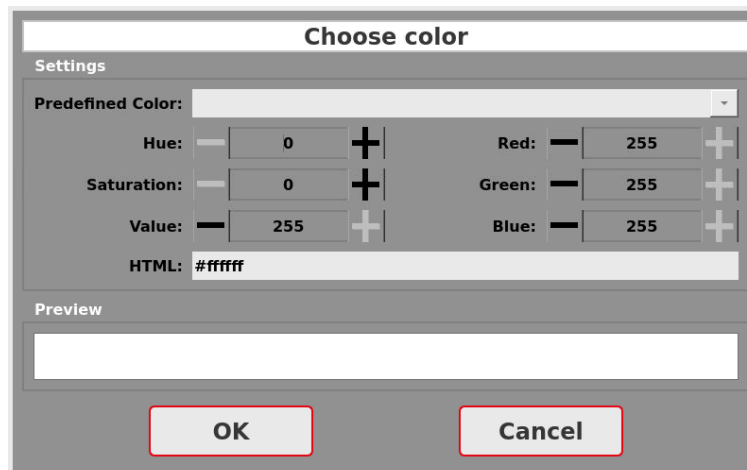 Choose color
Settings
Predefined Color:
Hue: 0 Red: 255
Saturation: 0 Green: 255
Value: 255 Blue: 255
HTML: #ffffff
Preview
OK Cancel